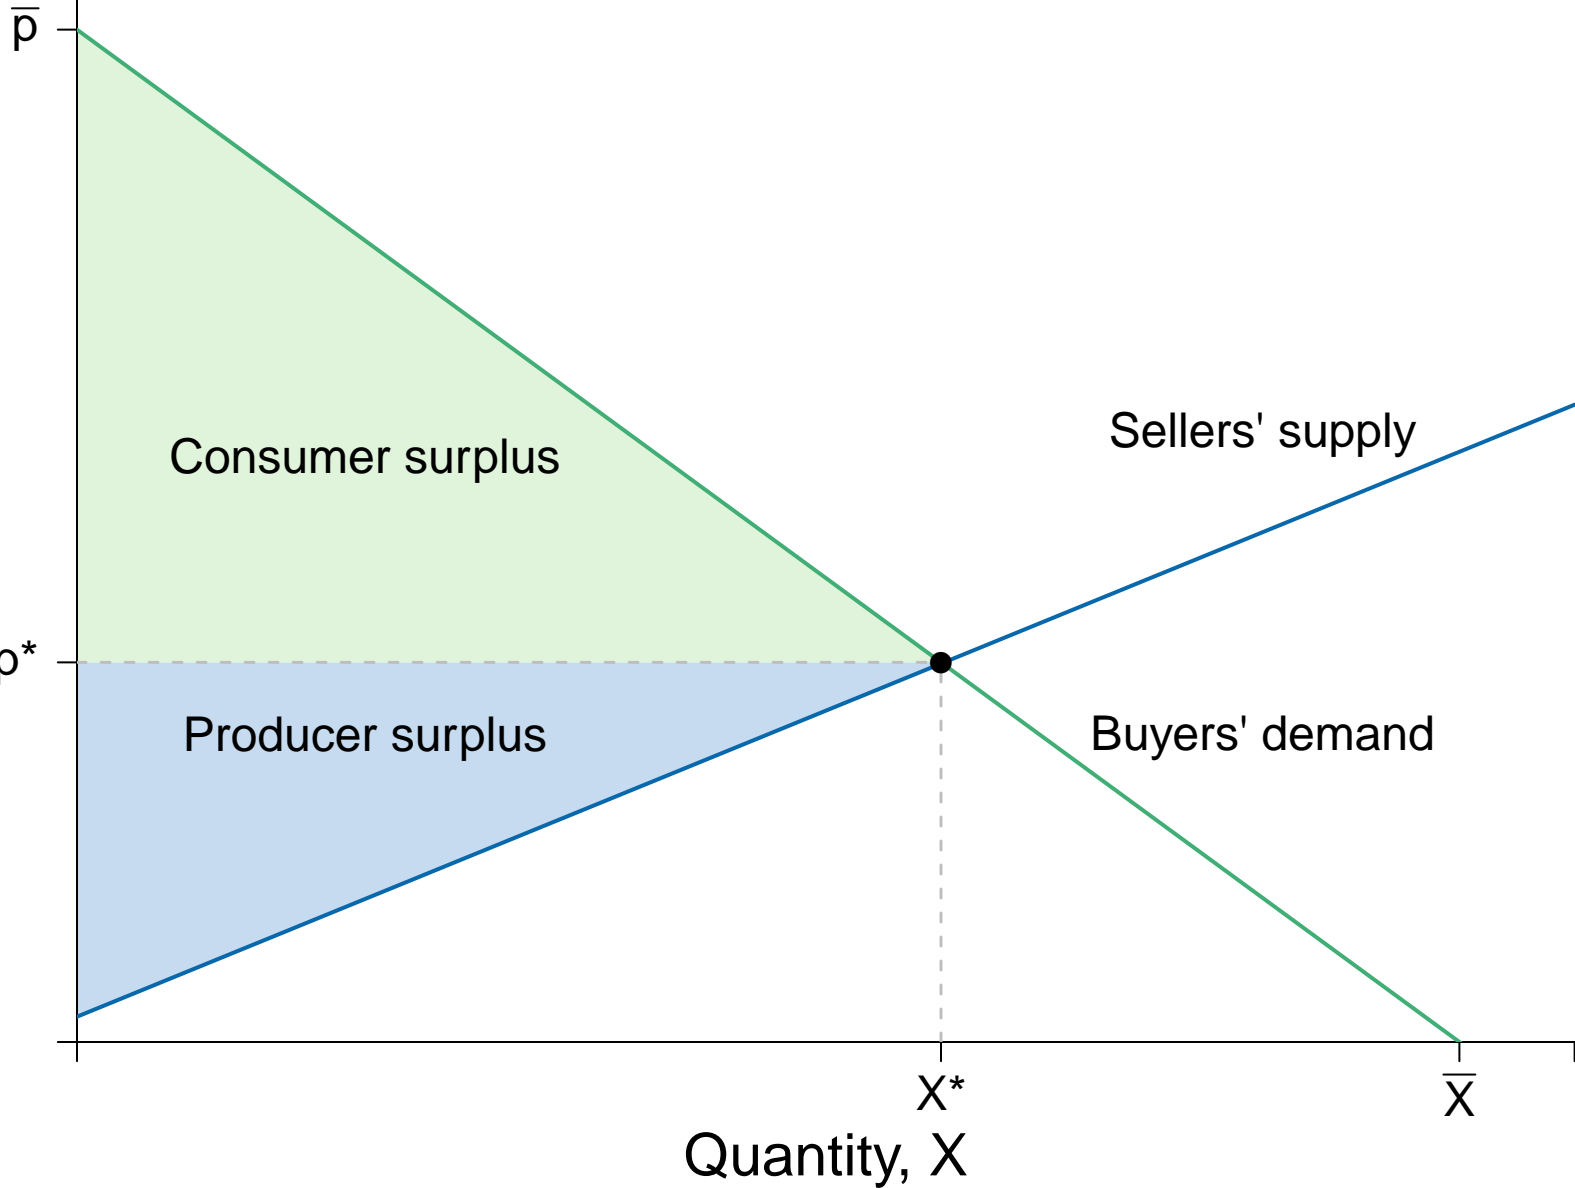 p̅
Consumer surplus
Sellers' supply
p*
Producer surplus
Buyers' demand
X*
X̅
Quantity, X